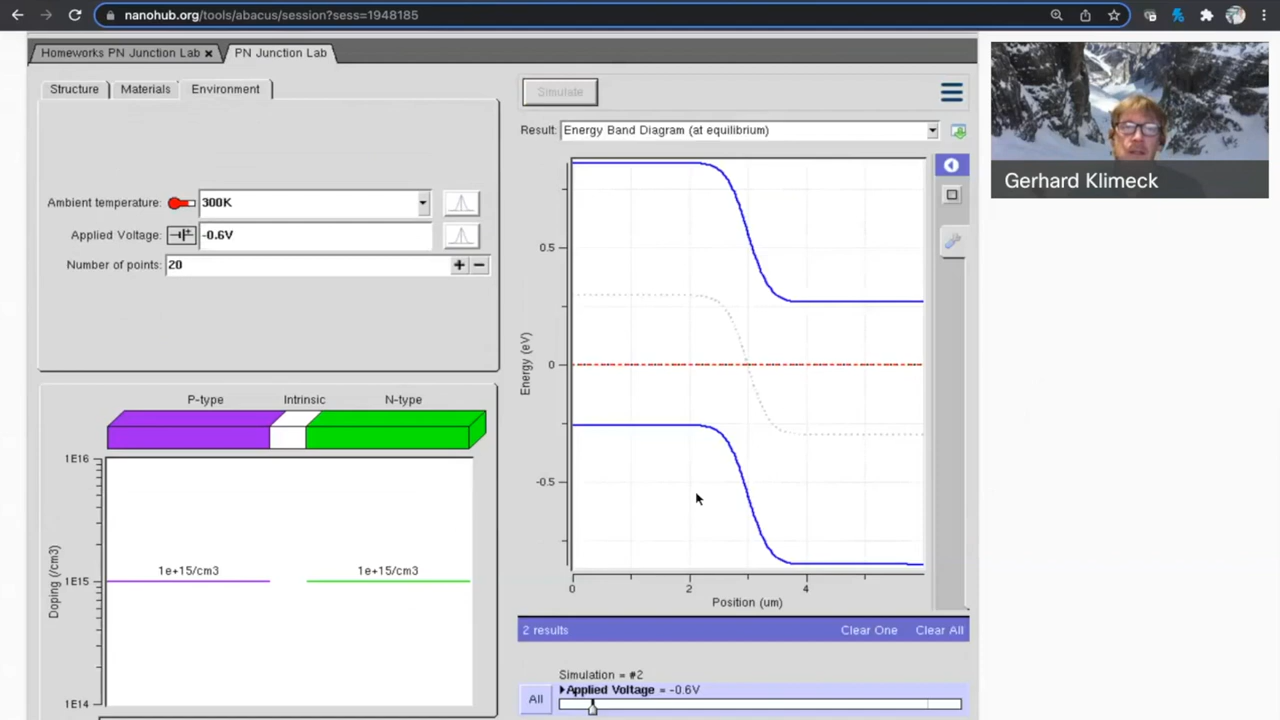 nanohub.org/tools/abacus/session?sess=1948185
Homeworks PN Junction Lab × PN Junction Lab
Structure Materials Environment
Simulate
Result: Energy Band Diagram (at equilibrium)
Gerhard Klimeck
Ambient temperature: 300K
Applied Voltage: -0.6V
Number of points: 20 + −
0.5
0
-0.5
Energy (eV)
0 2 4
Position (um)
P-type Intrinsic N-type
1E16
1E15
1E14
Doping (/cm3)
1e+15/cm3 1e+15/cm3
2 results Clear One Clear All
Simulation = #2
All Applied Voltage = -0.6V